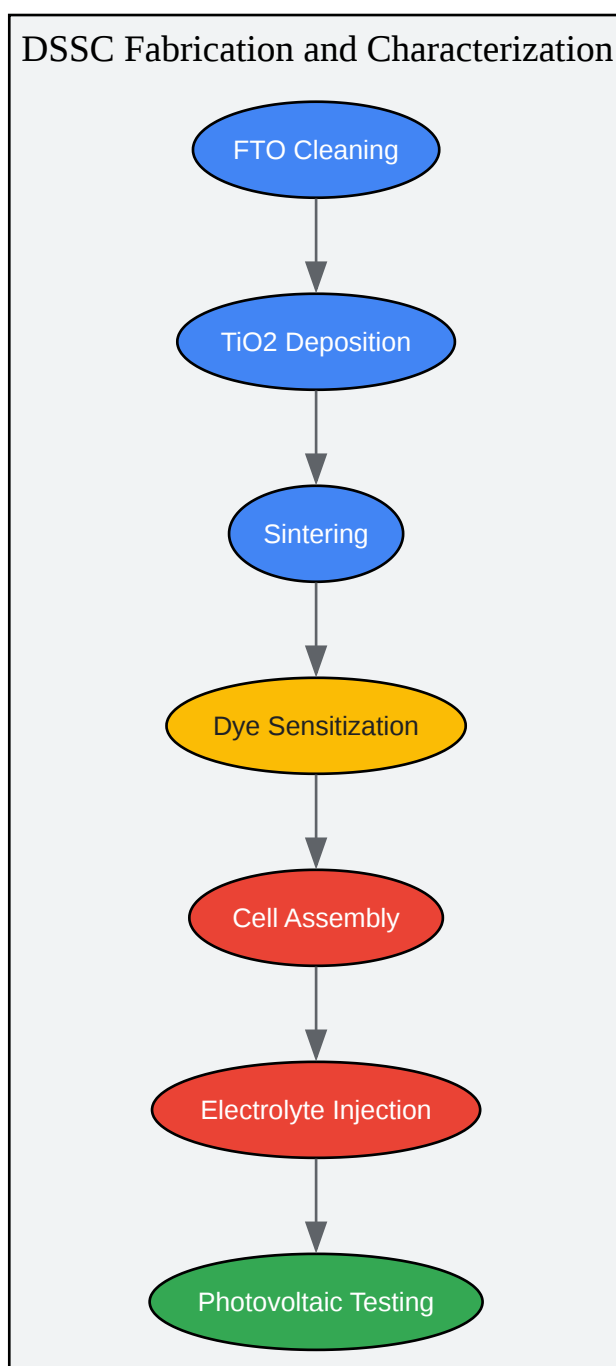 DSSC Fabrication and Characterization
FTO Cleaning
TiO2 Deposition
Sintering
Dye Sensitization
Cell Assembly
Electrolyte Injection
Photovoltaic Testing